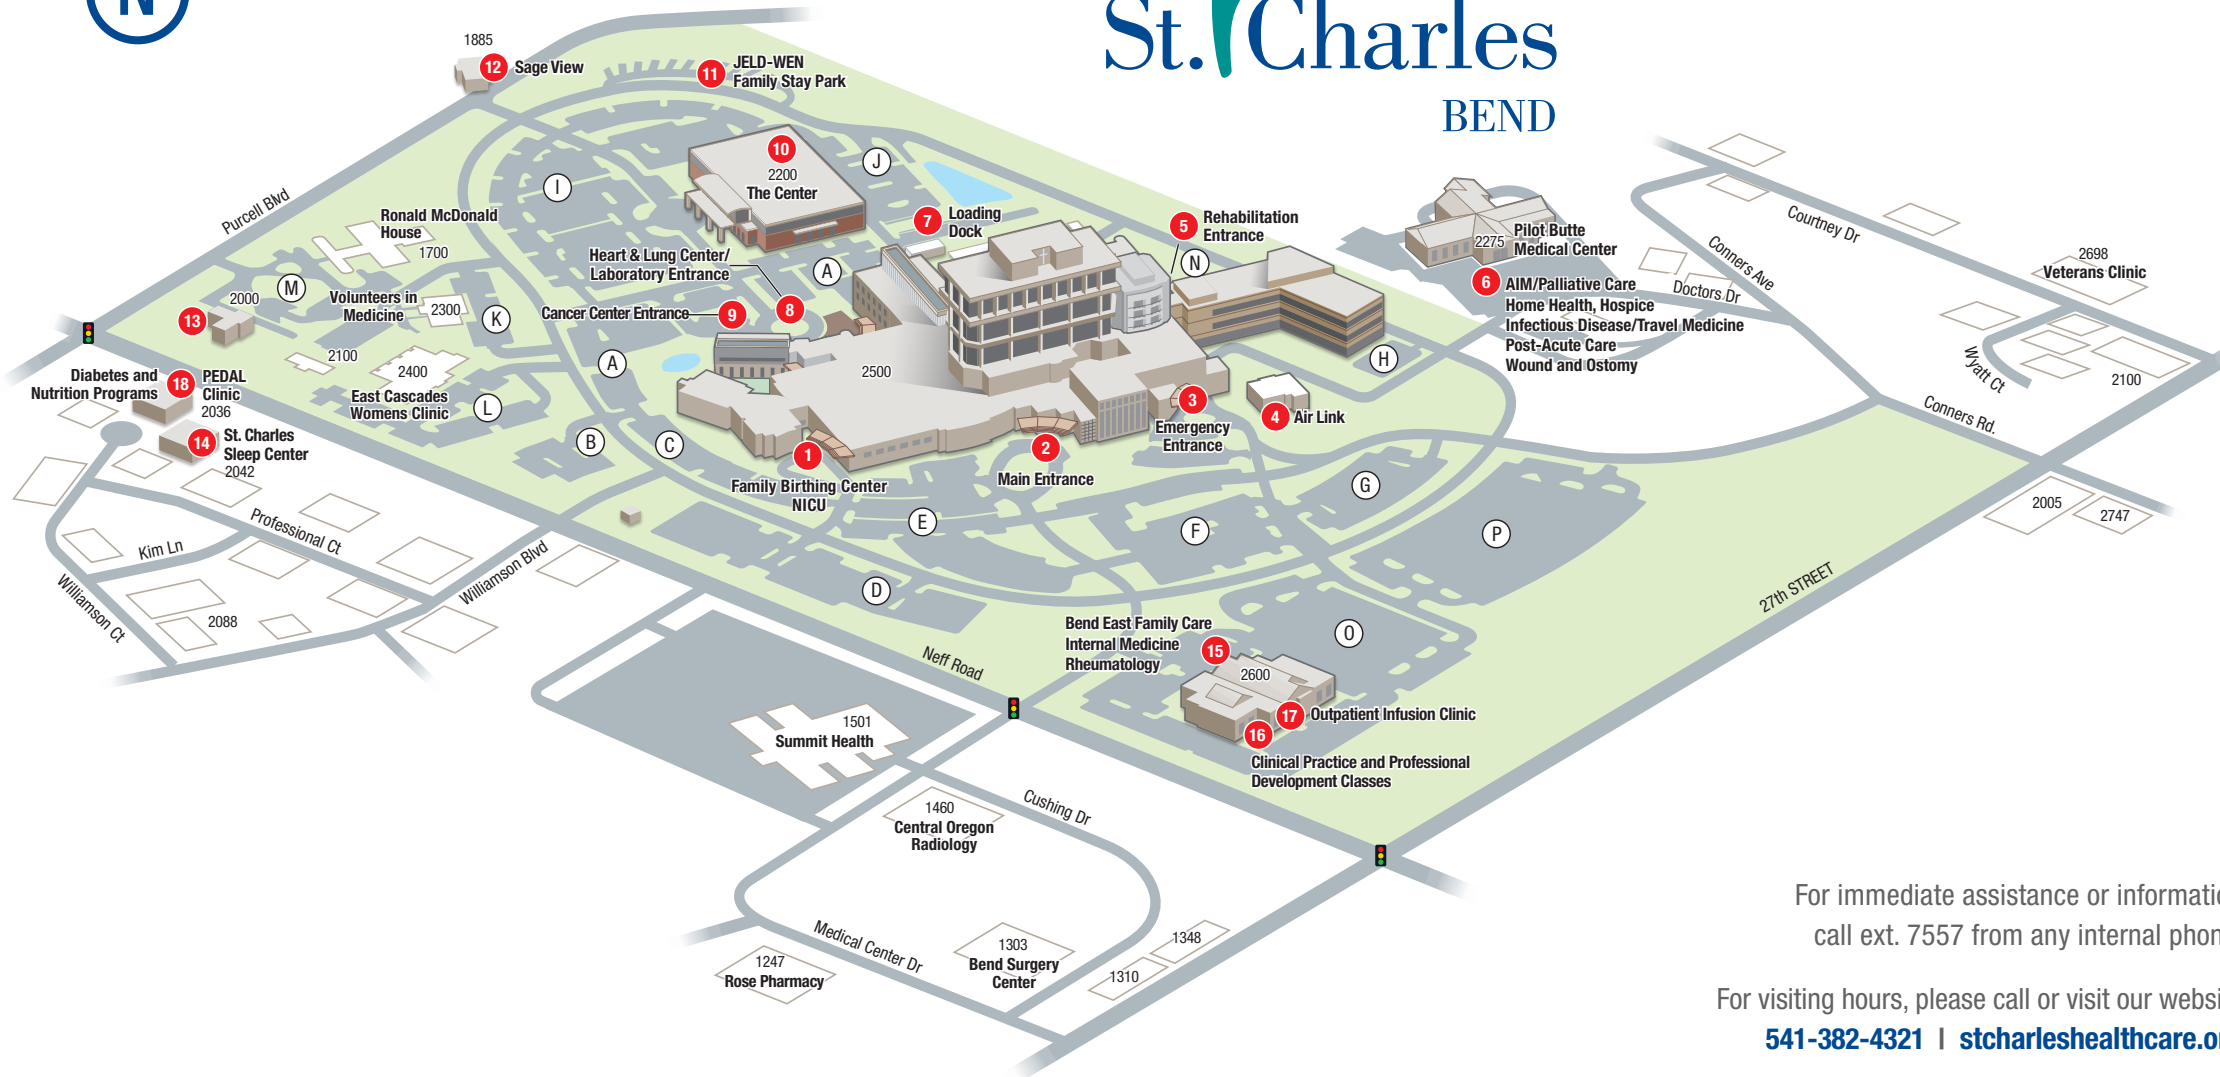 N
St. Charles
BEND
1885
12 Sage View
11 JELD-WEN
Family Stay Park
10
2200
The Center
J
I
Purcell Blvd
Ronald McDonald
House
1700
7 Loading
Dock
5 Rehabilitation
Entrance
N
Heart & Lung Center/
Laboratory Entrance
A
8
Cancer Center Entrance
9
M
2000
13
Volunteers in
Medicine
2300
K
2100
2400
East Cascades
Womens Clinic
L
A
2500
Diabetes and
Nutrition Programs
18 PEDAL
Clinic
2036
14 St. Charles
Sleep Center
2042
B
C
1
Family Birthing Center
NICU
2
Main Entrance
3
Emergency
Entrance
4 Air Link
H
2275
Pilot Butte
Medical Center
6 AIM/Palliative Care
Home Health, Hospice
Infectious Disease/Travel Medicine
Post-Acute Care
Wound and Ostomy
Courtney Dr
Conners Ave
Doctors Dr
2698
Veterans Clinic
Wyatt Ct
2100
Conners Rd.
2005
2747
G
E
F
P
D
O
27th STREET
Professional Ct
Kim Ln
Williamson Blvd
Williamson Ct
2088
Neff Road
Bend East Family Care
Internal Medicine
Rheumatology
15
2600
17 Outpatient Infusion Clinic
16
Clinical Practice and Professional
Development Classes
1501
Summit Health
1460
Central Oregon
Radiology
Cushing Dr
Medical Center Dr
1247
Rose Pharmacy
1303
Bend Surgery
Center
1348
1310
For immediate assistance or informatio
call ext. 7557 from any internal phon
For visiting hours, please call or visit our websi
541-382-4321 | stcharleshealthcare.or